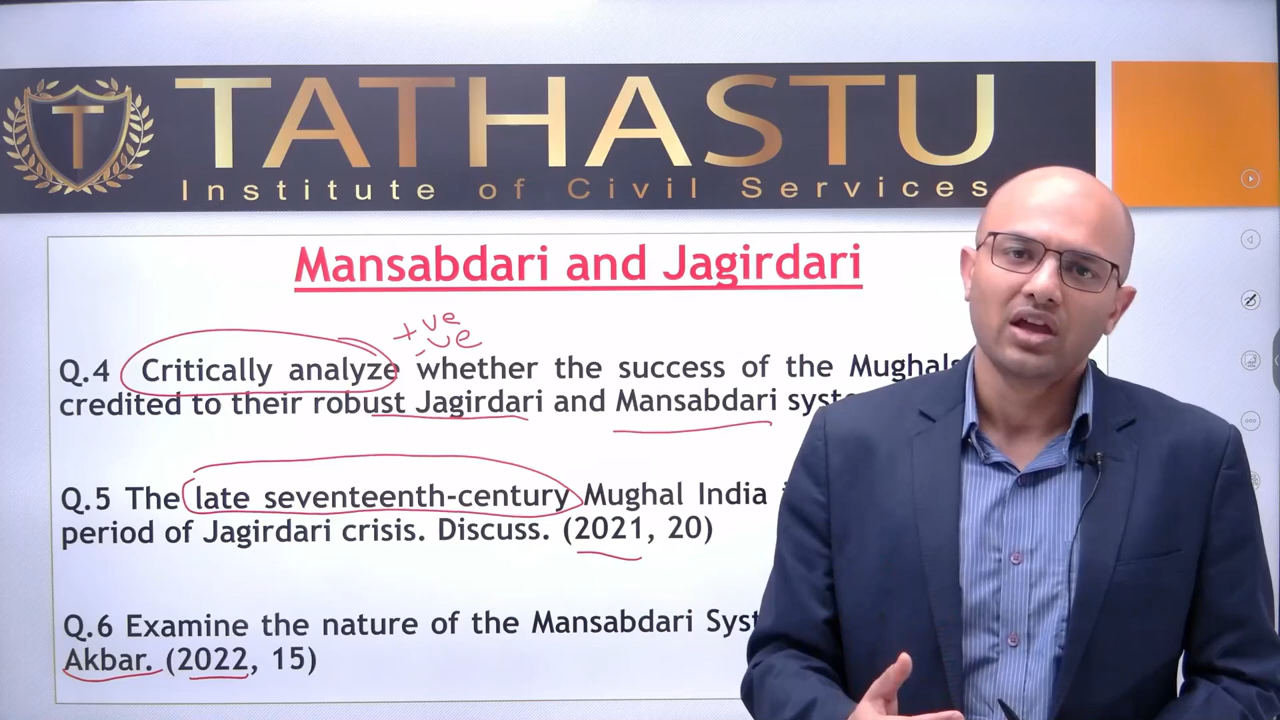 TATHASTU
T
Institute of Civil Services
Mansabdari and Jagirdari
+ve
-ve
Q.4 Critically analyze whether the success of the Mughals
credited to their robust Jagirdari and Mansabdari
Q.5 The late seventeenth-century Mughal India
period of Jagirdari crisis. Discuss. (2021, 20)
Q.6 Examine the nature of the Mansabdari
Akbar. (2022, 15)